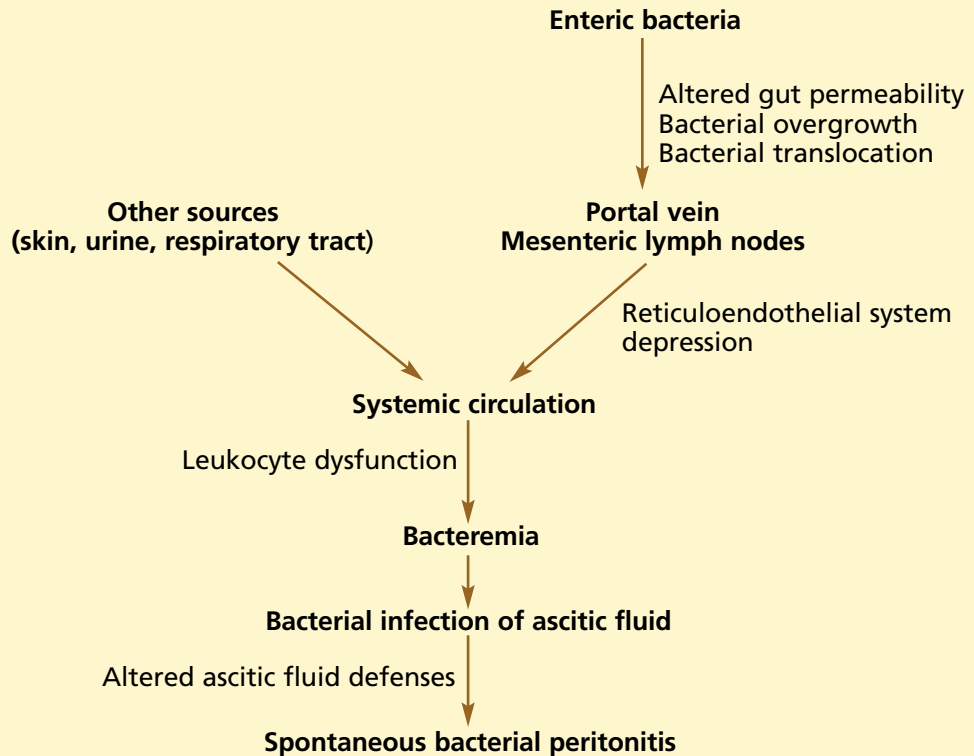 Enteric bacteria
Altered gut permeability
Bacterial overgrowth
Bacterial translocation
Other sources
(skin, urine, respiratory tract)
Portal vein
Mesenteric lymph nodes
Reticuloendothelial system
depression
Systemic circulation
Leukocyte dysfunction
Bacteremia
Bacterial infection of ascitic fluid
Altered ascitic fluid defenses
Spontaneous bacterial peritonitis